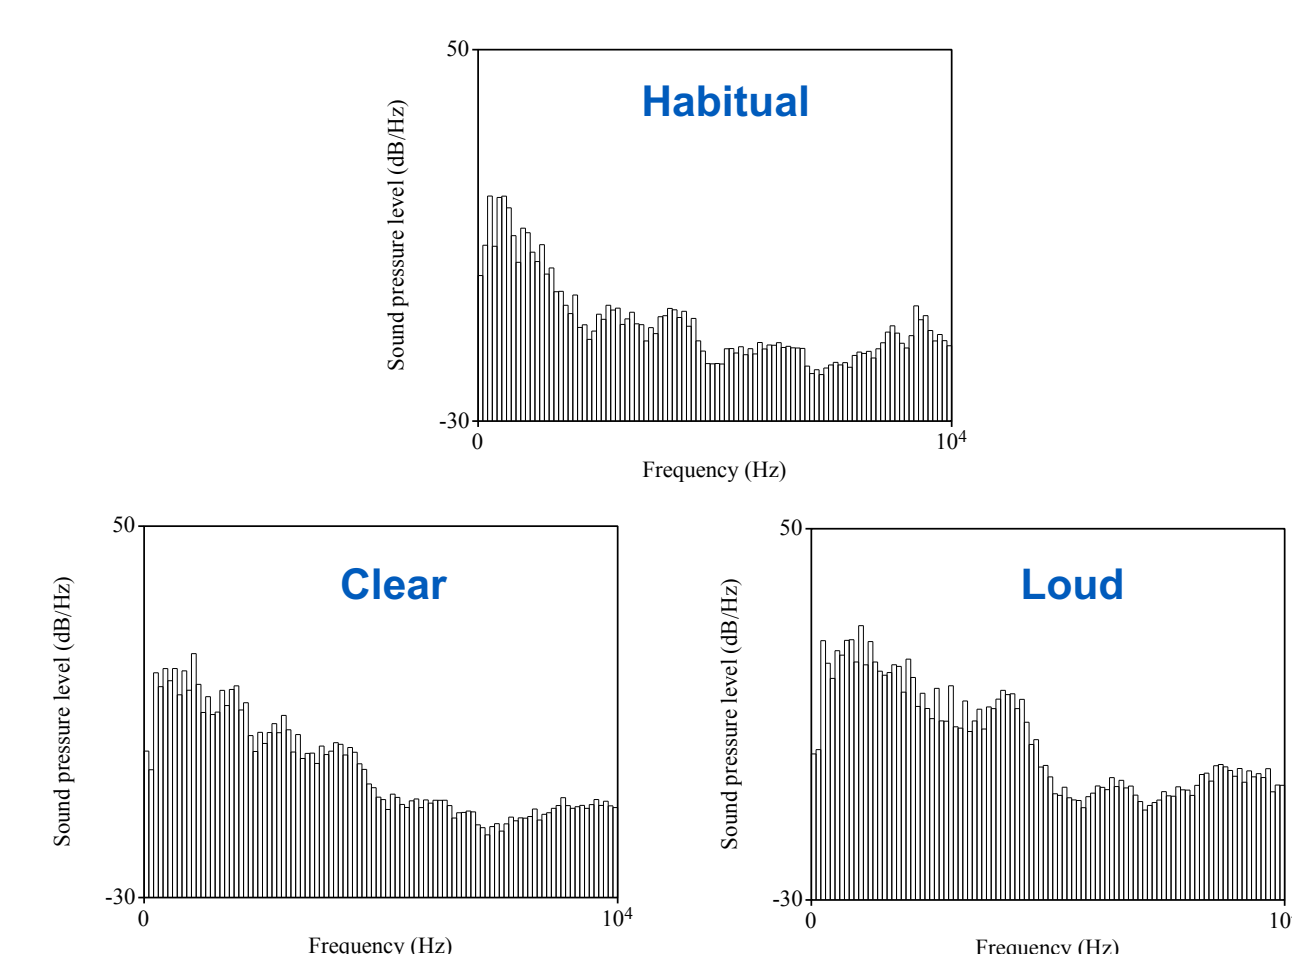 50
Habitual
Sound pressure level (dB/Hz)
-30
0
10⁴
Frequency (Hz)
50
Clear
Sound pressure level (dB/Hz)
-30
0
10⁴
Frequency (Hz)
50
Loud
Sound pressure level (dB/Hz)
-30
0
10
Frequency (Hz)